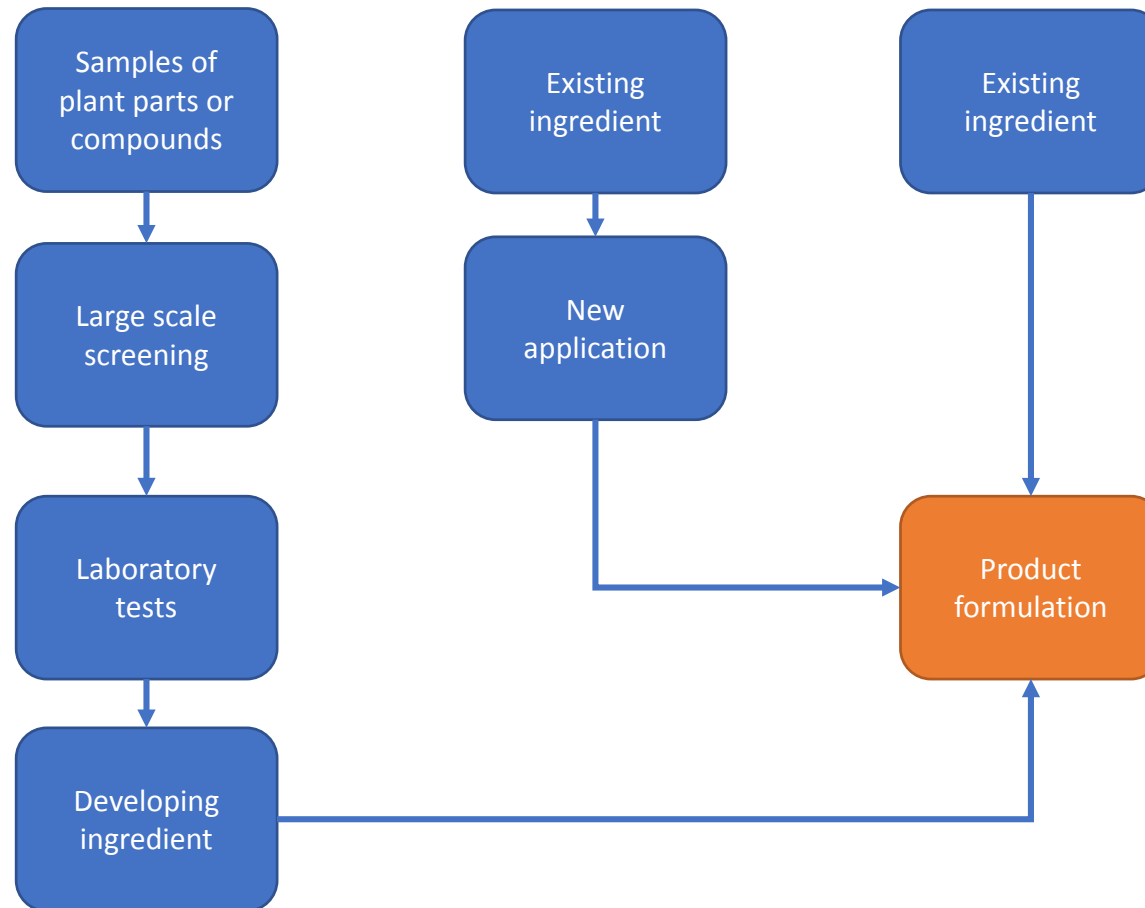 Samples of
plant parts or
compounds
Existing
ingredient
Existing
ingredient
Large scale
screening
New
application
Laboratory
tests
Product
formulation
Developing
ingredient